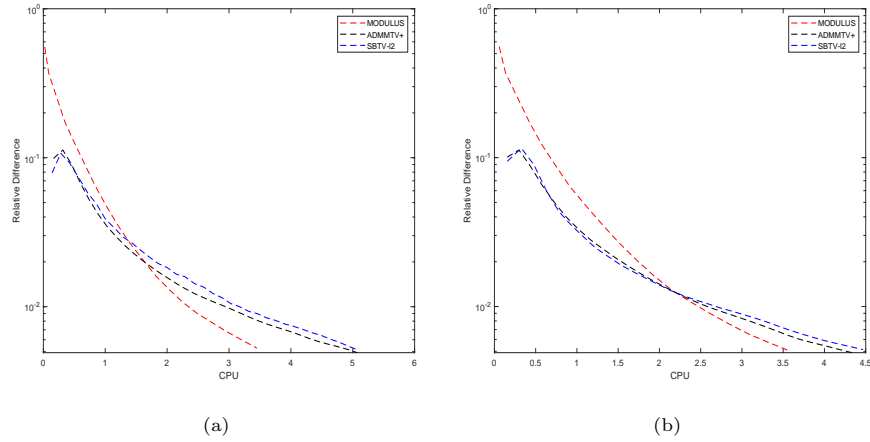 10^0
MODULUS
ADMMTV+
SBTV-l2
10^-1
10^-2
Relative Difference
0 1 2 3 4 5 6
CPU
(a)
10^0
MODULUS
ADMMTV+
SBTV-l2
10^-1
10^-2
Relative Difference
0 0.5 1 1.5 2 2.5 3 3.5 4 4.5
CPU
(b)